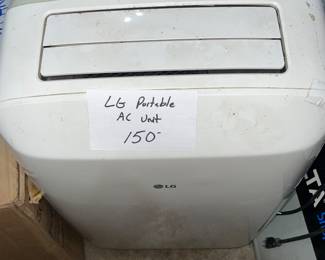 LG Portable
AC Unit
150-
LG